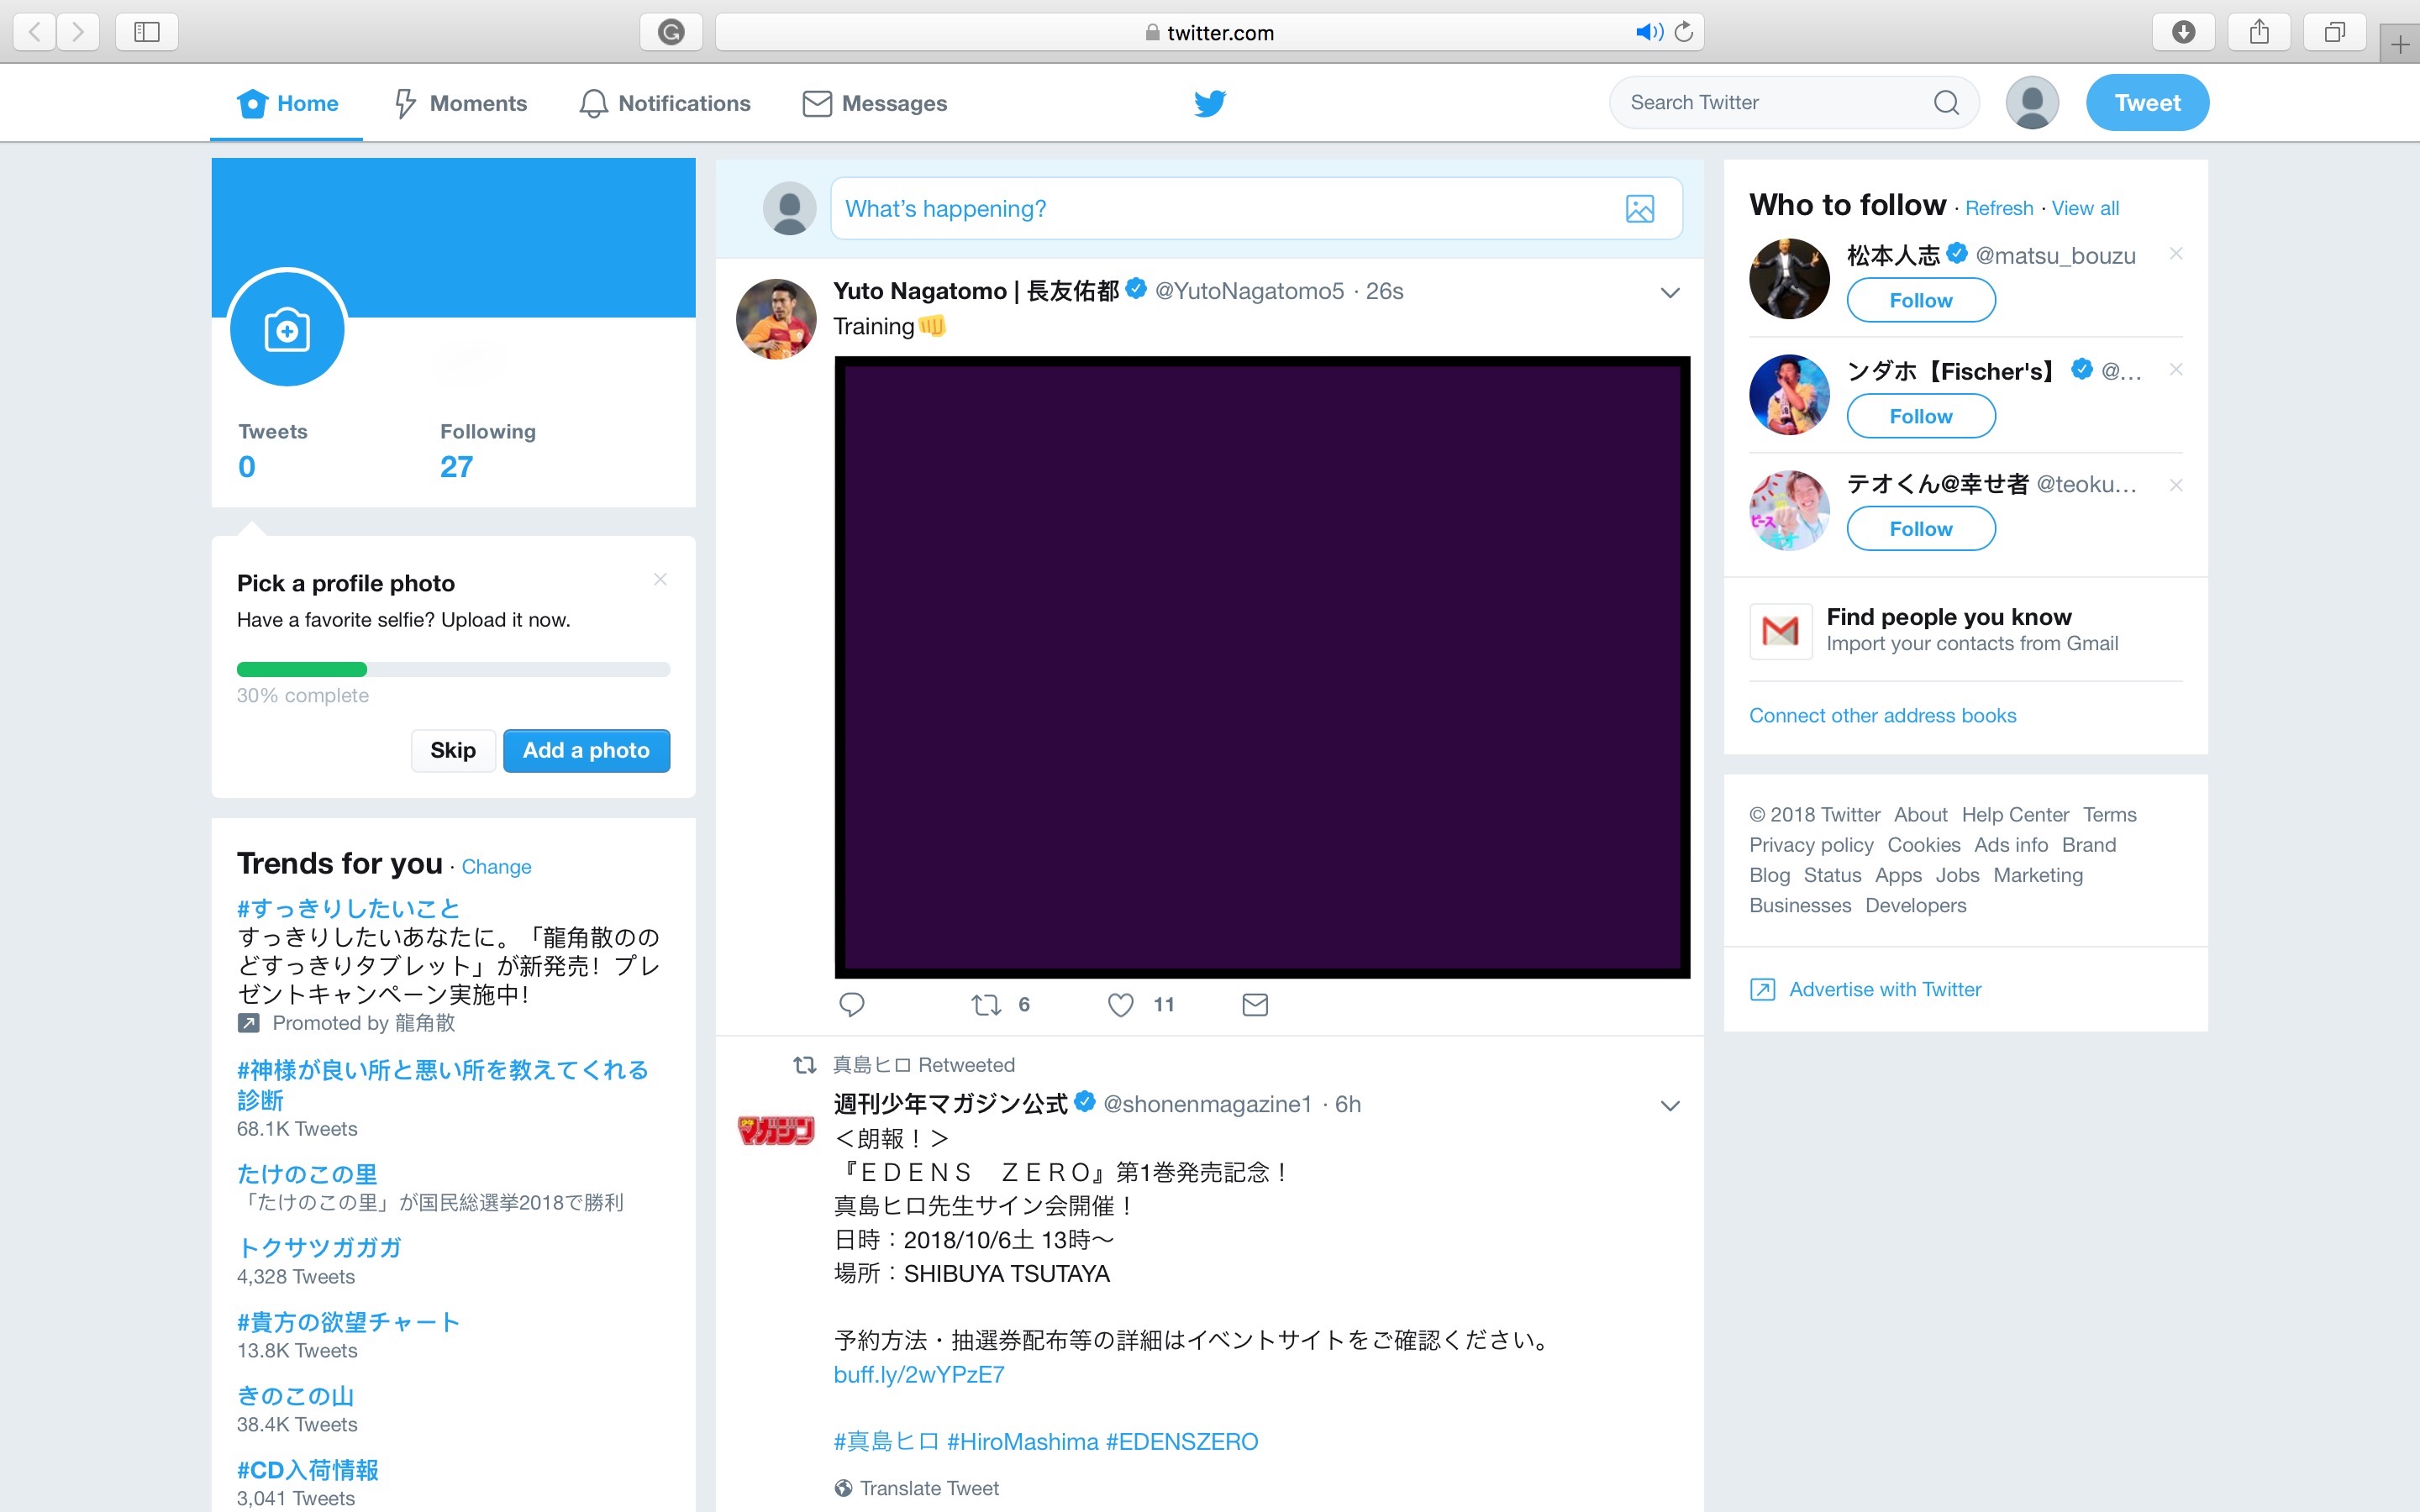 twitter.com
Home
Moments
Notifications
Messages
Search Twitter
Tweet
Tweets
0
Following
27
Pick a profile photo
Have a favorite selfie? Upload it now.
30% complete
Skip
Add a photo
Trends for you · Change
#すっきりしたいこと
すっきりしたいあなたに。「龍角散のの
どすっきりタブレット」が新発売！プレ
ゼントキャンペーン実施中！
Promoted by 龍角散
#神様が良い所と悪い所を教えてくれる
診断
68.1K Tweets
たけのこの里
「たけのこの里」が国民総選挙2018で勝利
トクサツガガガ
4,328 Tweets
#貴方の欲望チャート
13.8K Tweets
きのこの山
38.4K Tweets
#CD入荷情報
3,041 Tweets
What's happening?
Yuto Nagatomo | 長友佑都 @YutoNagatomo5 · 26s
Training👊
6
11
真島ヒロ Retweeted
マガジン
週刊少年マガジン公式 @shonenmagazine1 · 6h
＜朗報！＞
『ＥＤＥＮＳ　ＺＥＲＯ』第1巻発売記念！
真島ヒロ先生サイン会開催！
日時：2018/10/6土 13時〜
場所：SHIBUYA TSUTAYA
予約方法・抽選券配布等の詳細はイベントサイトをご確認ください。
buff.ly/2wYPzE7
#真島ヒロ #HiroMashima #EDENSZERO
Translate Tweet
Who to follow · Refresh · View all
松本人志 @matsu_bouzu
Follow
ンダホ【Fischer's】 @...
Follow
テオくん@幸せ者 @teoku...
ピース
Follow
Find people you know
Import your contacts from Gmail
Connect other address books
© 2018 Twitter About Help Center Terms
Privacy policy Cookies Ads info Brand
Blog Status Apps Jobs Marketing
Businesses Developers
Advertise with Twitter